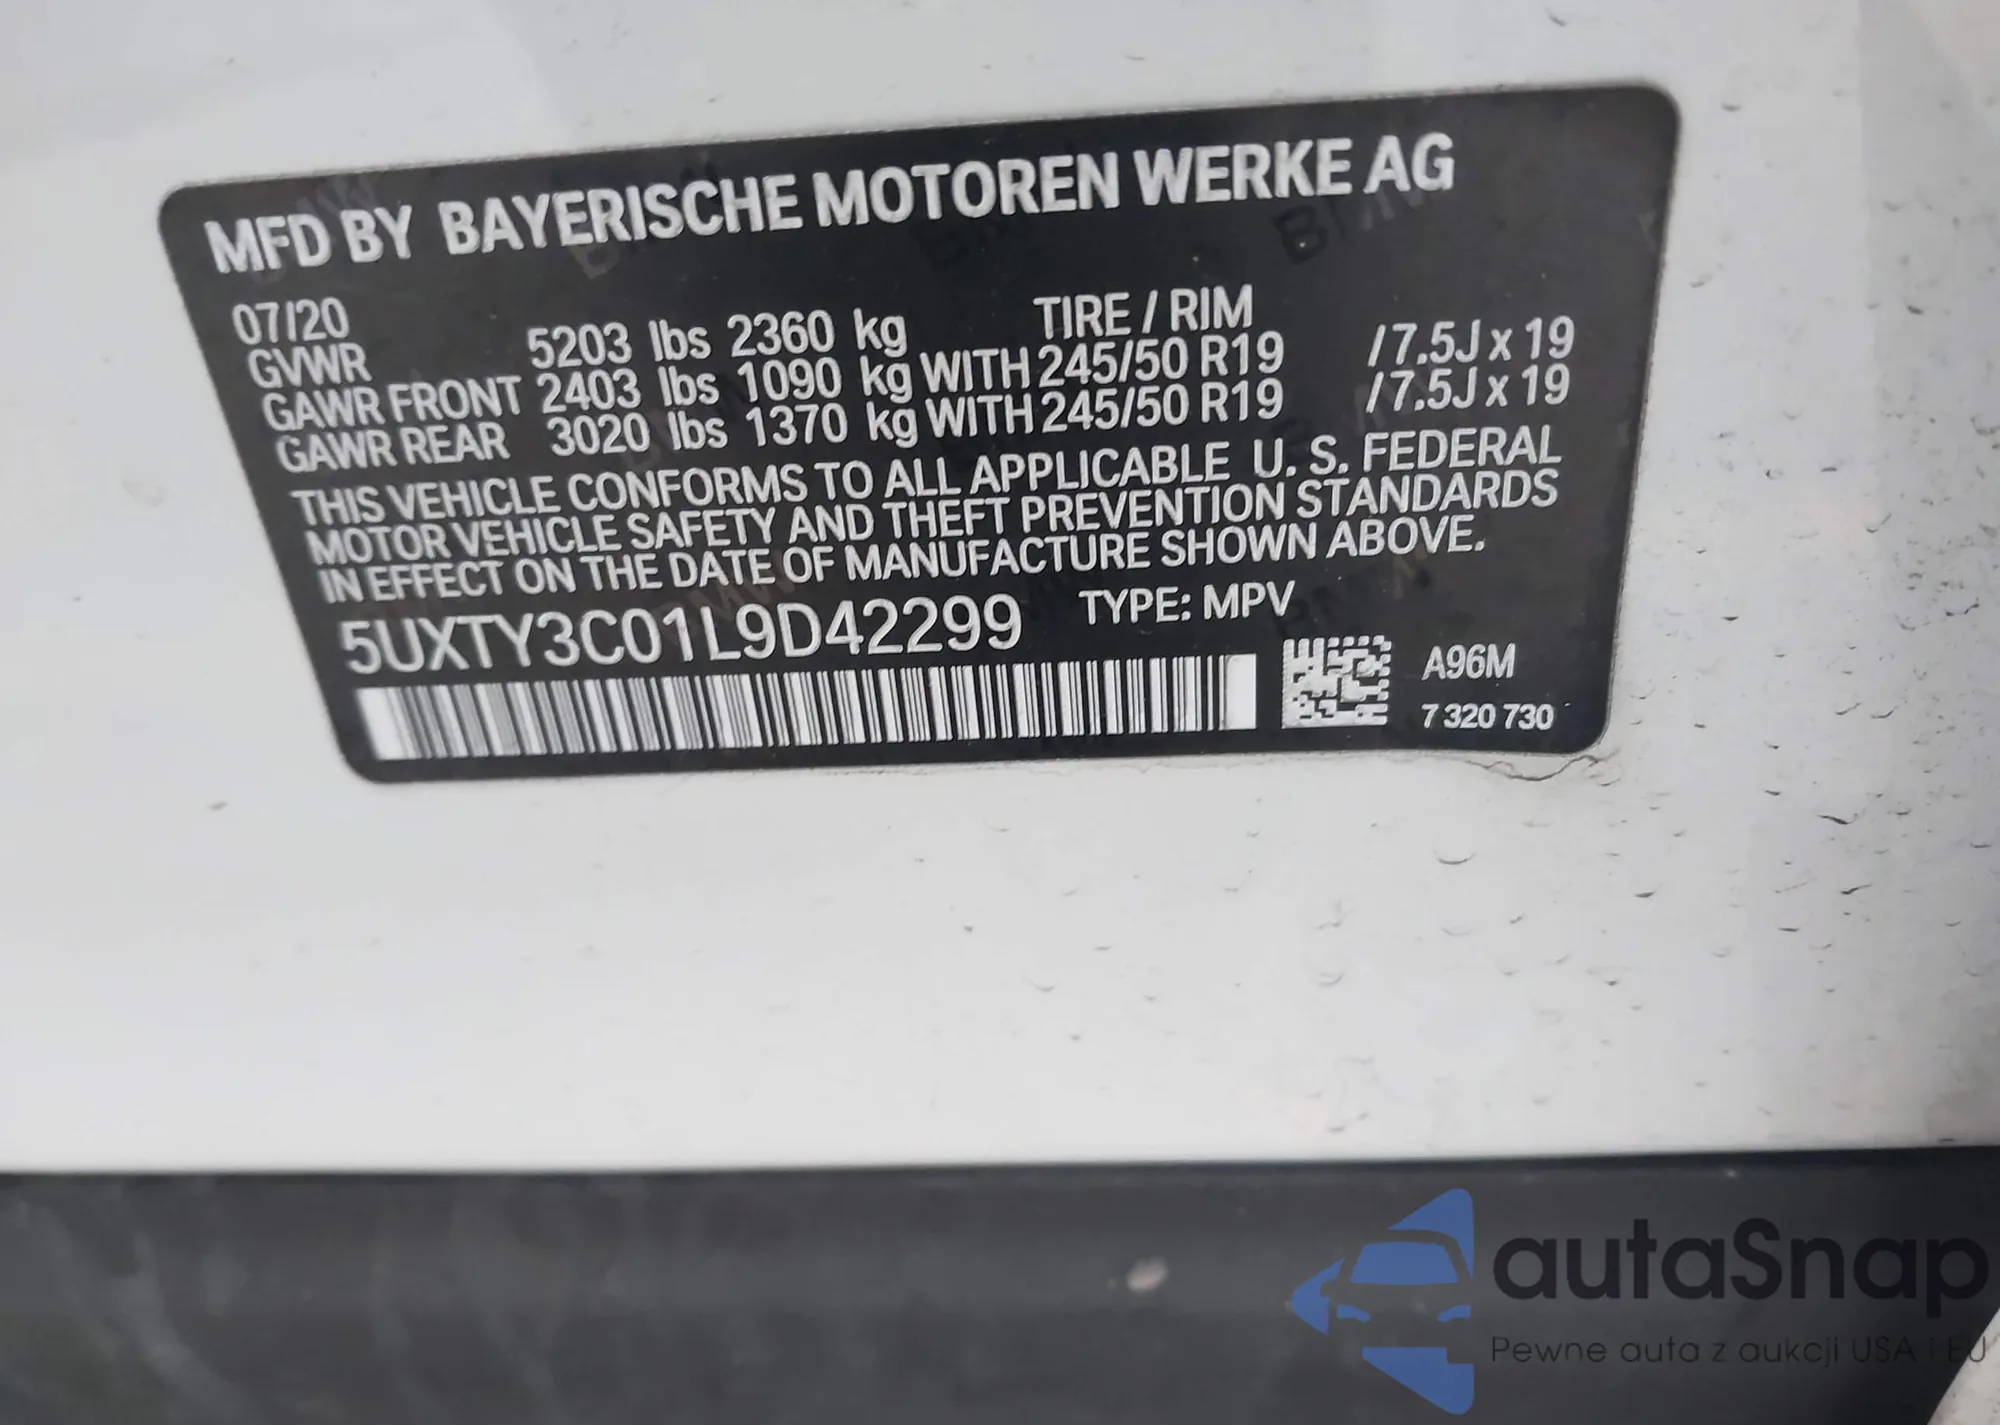 MFD BY BAYERISCHE MOTOREN WERKE AG
07/20 TIRE / RIM
GVWR 5203 lbs 2360 kg
GAWR FRONT 2403 lbs 1090 kg WITH 245/50 R19 /7.5J x 19
GAWR REAR 3020 lbs 1370 kg WITH 245/50 R19 /7.5J x 19
THIS VEHICLE CONFORMS TO ALL APPLICABLE U. S. FEDERAL
MOTOR VEHICLE SAFETY AND THEFT PREVENTION STANDARDS
IN EFFECT ON THE DATE OF MANUFACTURE SHOWN ABOVE.
5UXTY3C01L9D42299 TYPE: MPV
A96M
7 320 730
autaSnap
Pewne auta z aukcji USA i EU